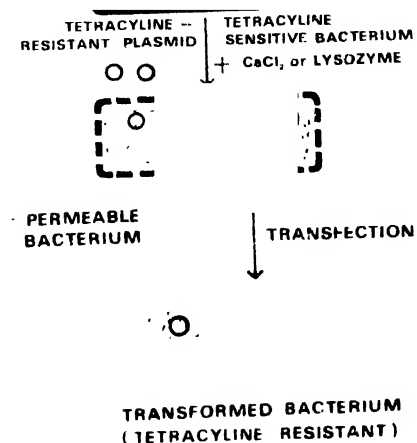 TETRACYLINE –
RESISTANT PLASMID
TETRACYLINE
SENSITIVE BACTERIUM
+ CaCl₂ or LYSOZYME
PERMEABLE
BACTERIUM
TRANSFECTION
TRANSFORMED BACTERIUM
(TETRACYLINE RESISTANT)